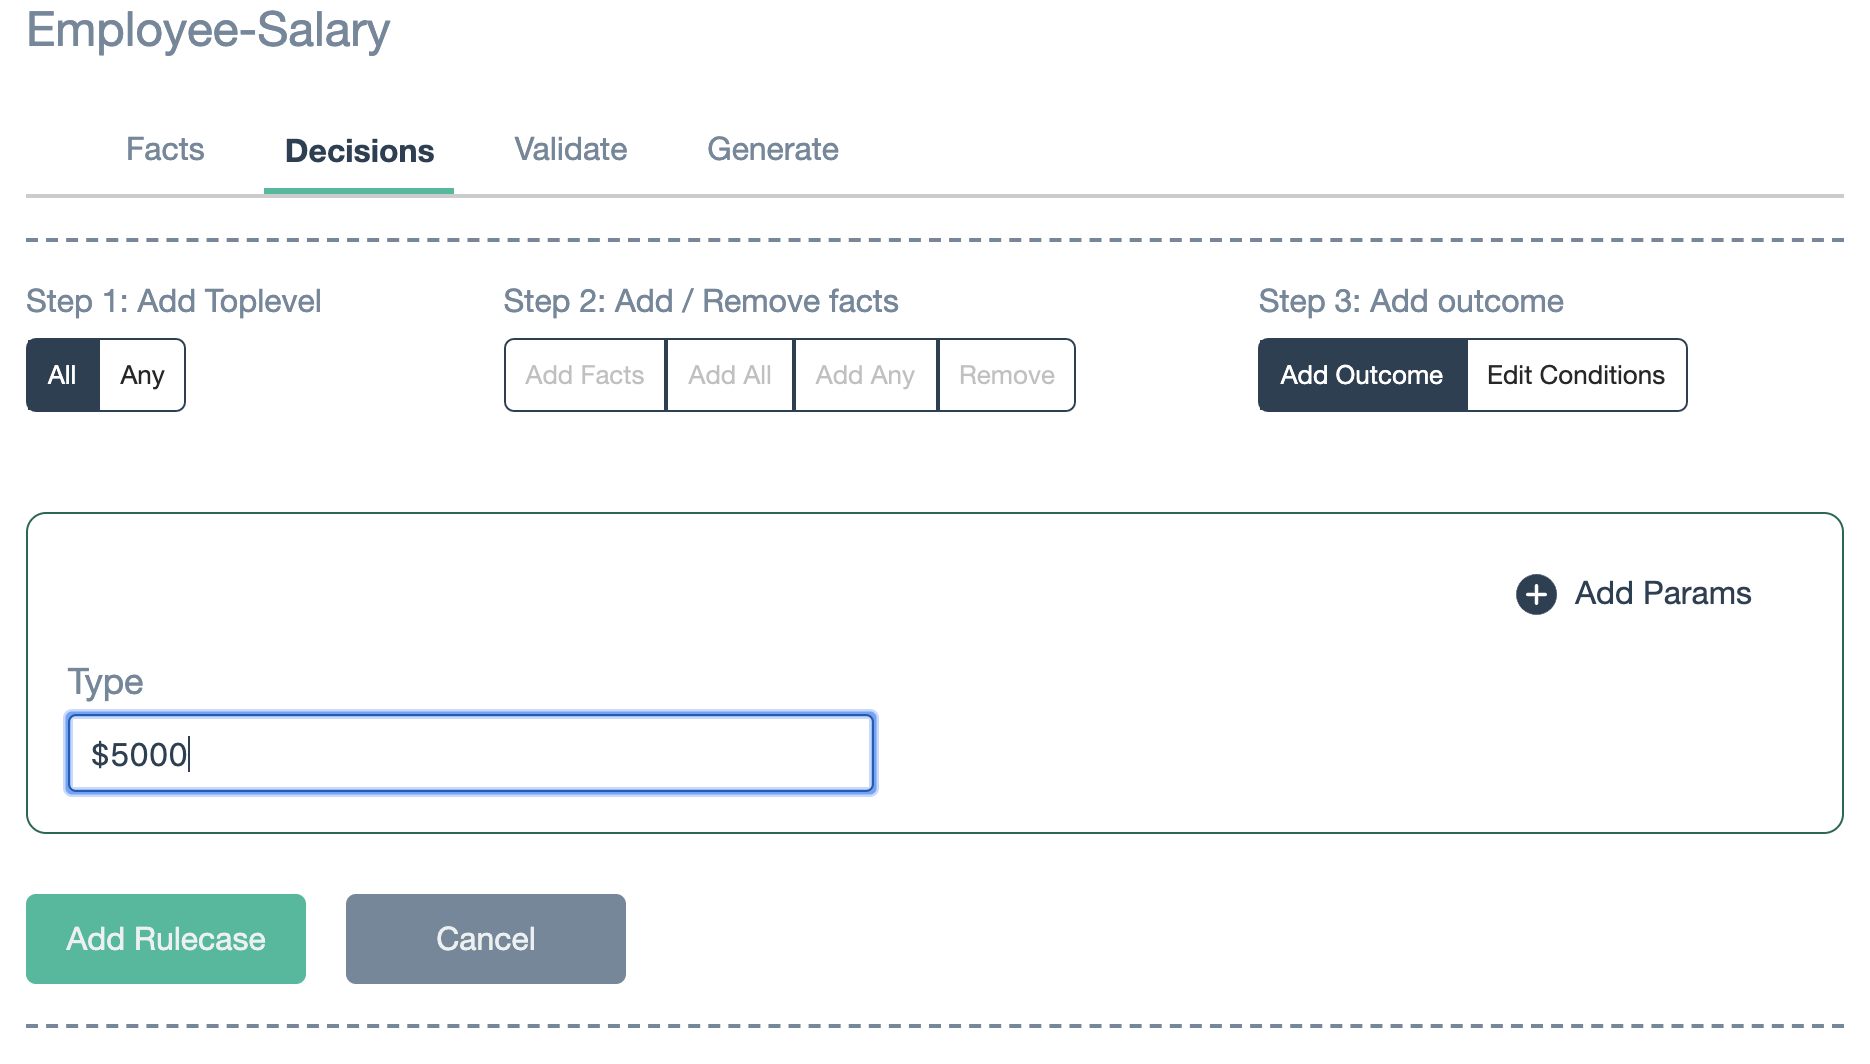 Employee-Salary
Facts Decisions Validate Generate
Step 1: Add Toplevel Step 2: Add / Remove facts Step 3: Add outcome
All Any Add Facts Add All Add Any Remove Add Outcome Edit Conditions
Add Params
Type
$5000
Add Rulecase Cancel